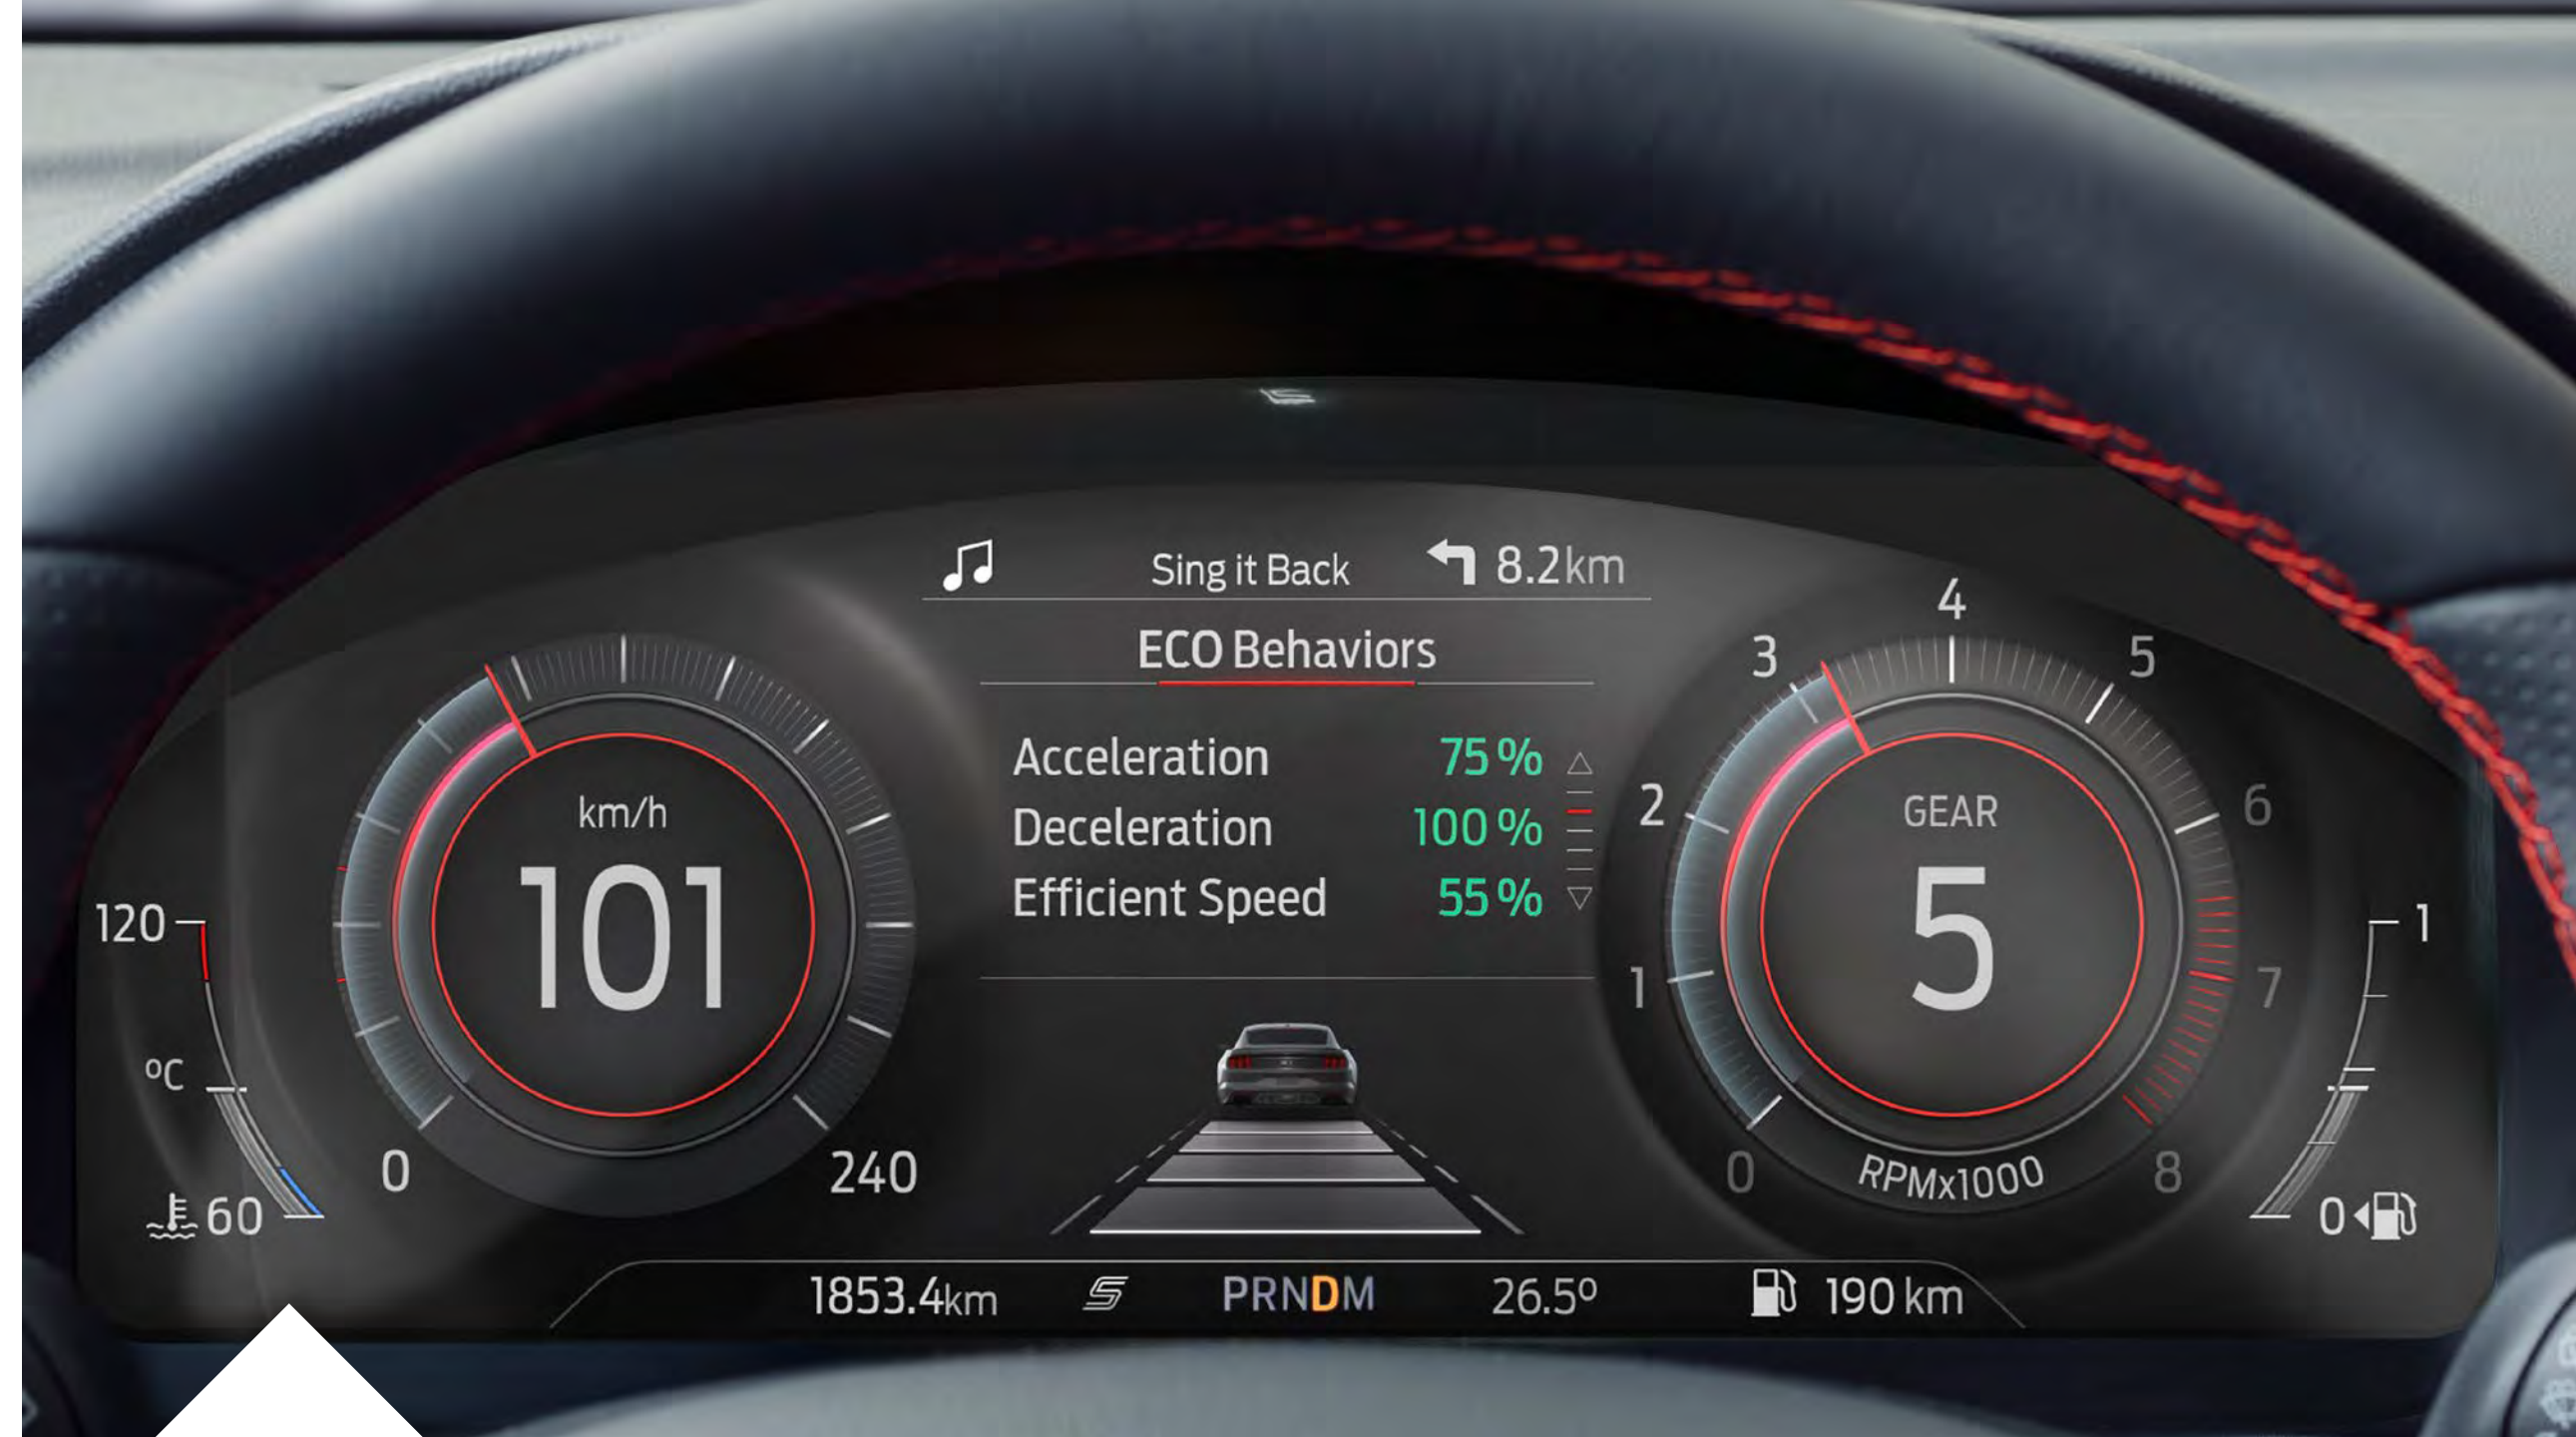 Sing it Back
8.2km
ECO Behaviors
Acceleration 75%
Deceleration 100%
Efficient Speed 55%
km/h
101
0
240
120
ºC
60
GEAR
5
0
1
2
3
4
5
6
7
8
RPMx1000
1
0
1853.4km
PRNDM
26.5º
190 km